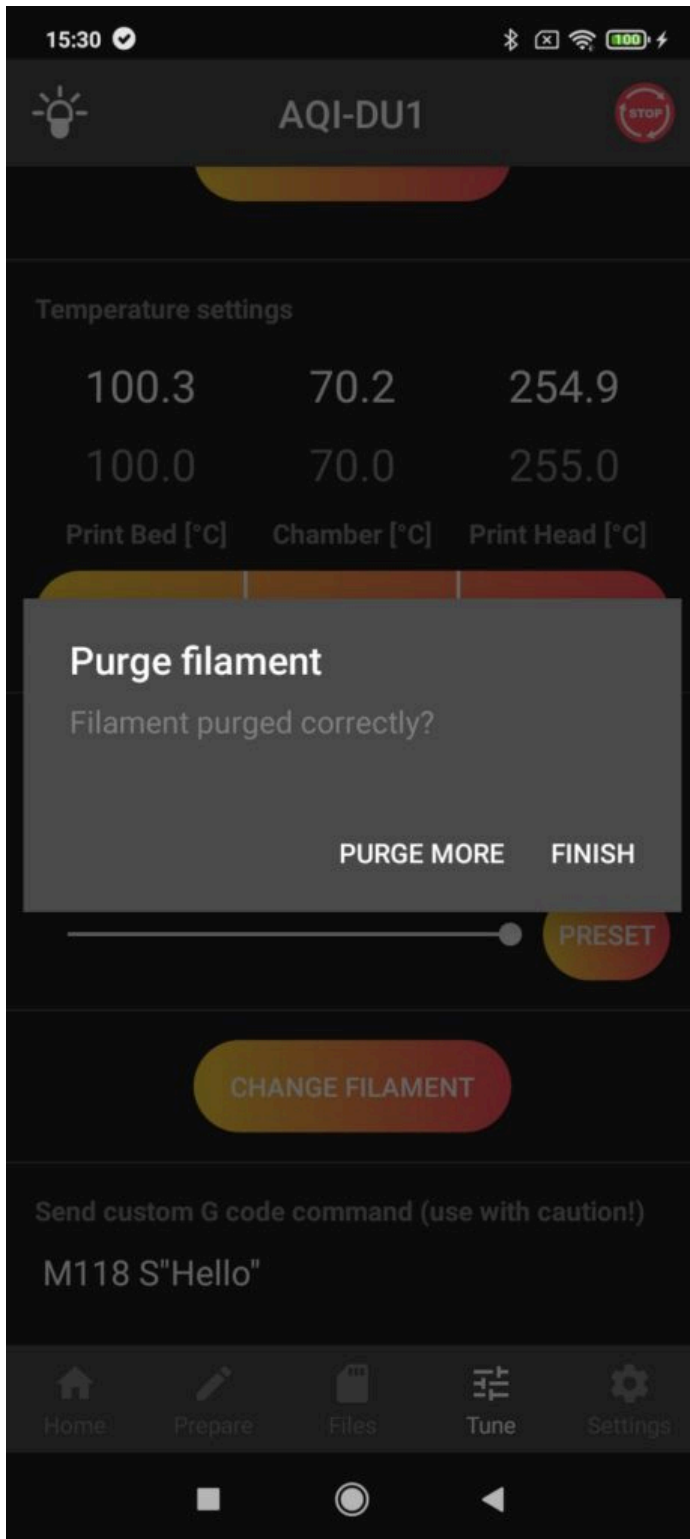 15:30
100
AQI-DU1
STOP
Temperature settings
100.3 70.2 254.9
100.0 70.0 255.0
Print Bed [°C] Chamber [°C] Print Head [°C]
Purge filament
Filament purged correctly?
PURGE MORE FINISH
PRESET
CHANGE FILAMENT
Send custom G code command (use with caution!)
M118 S"Hello"
Home Prepare Files Tune Settings